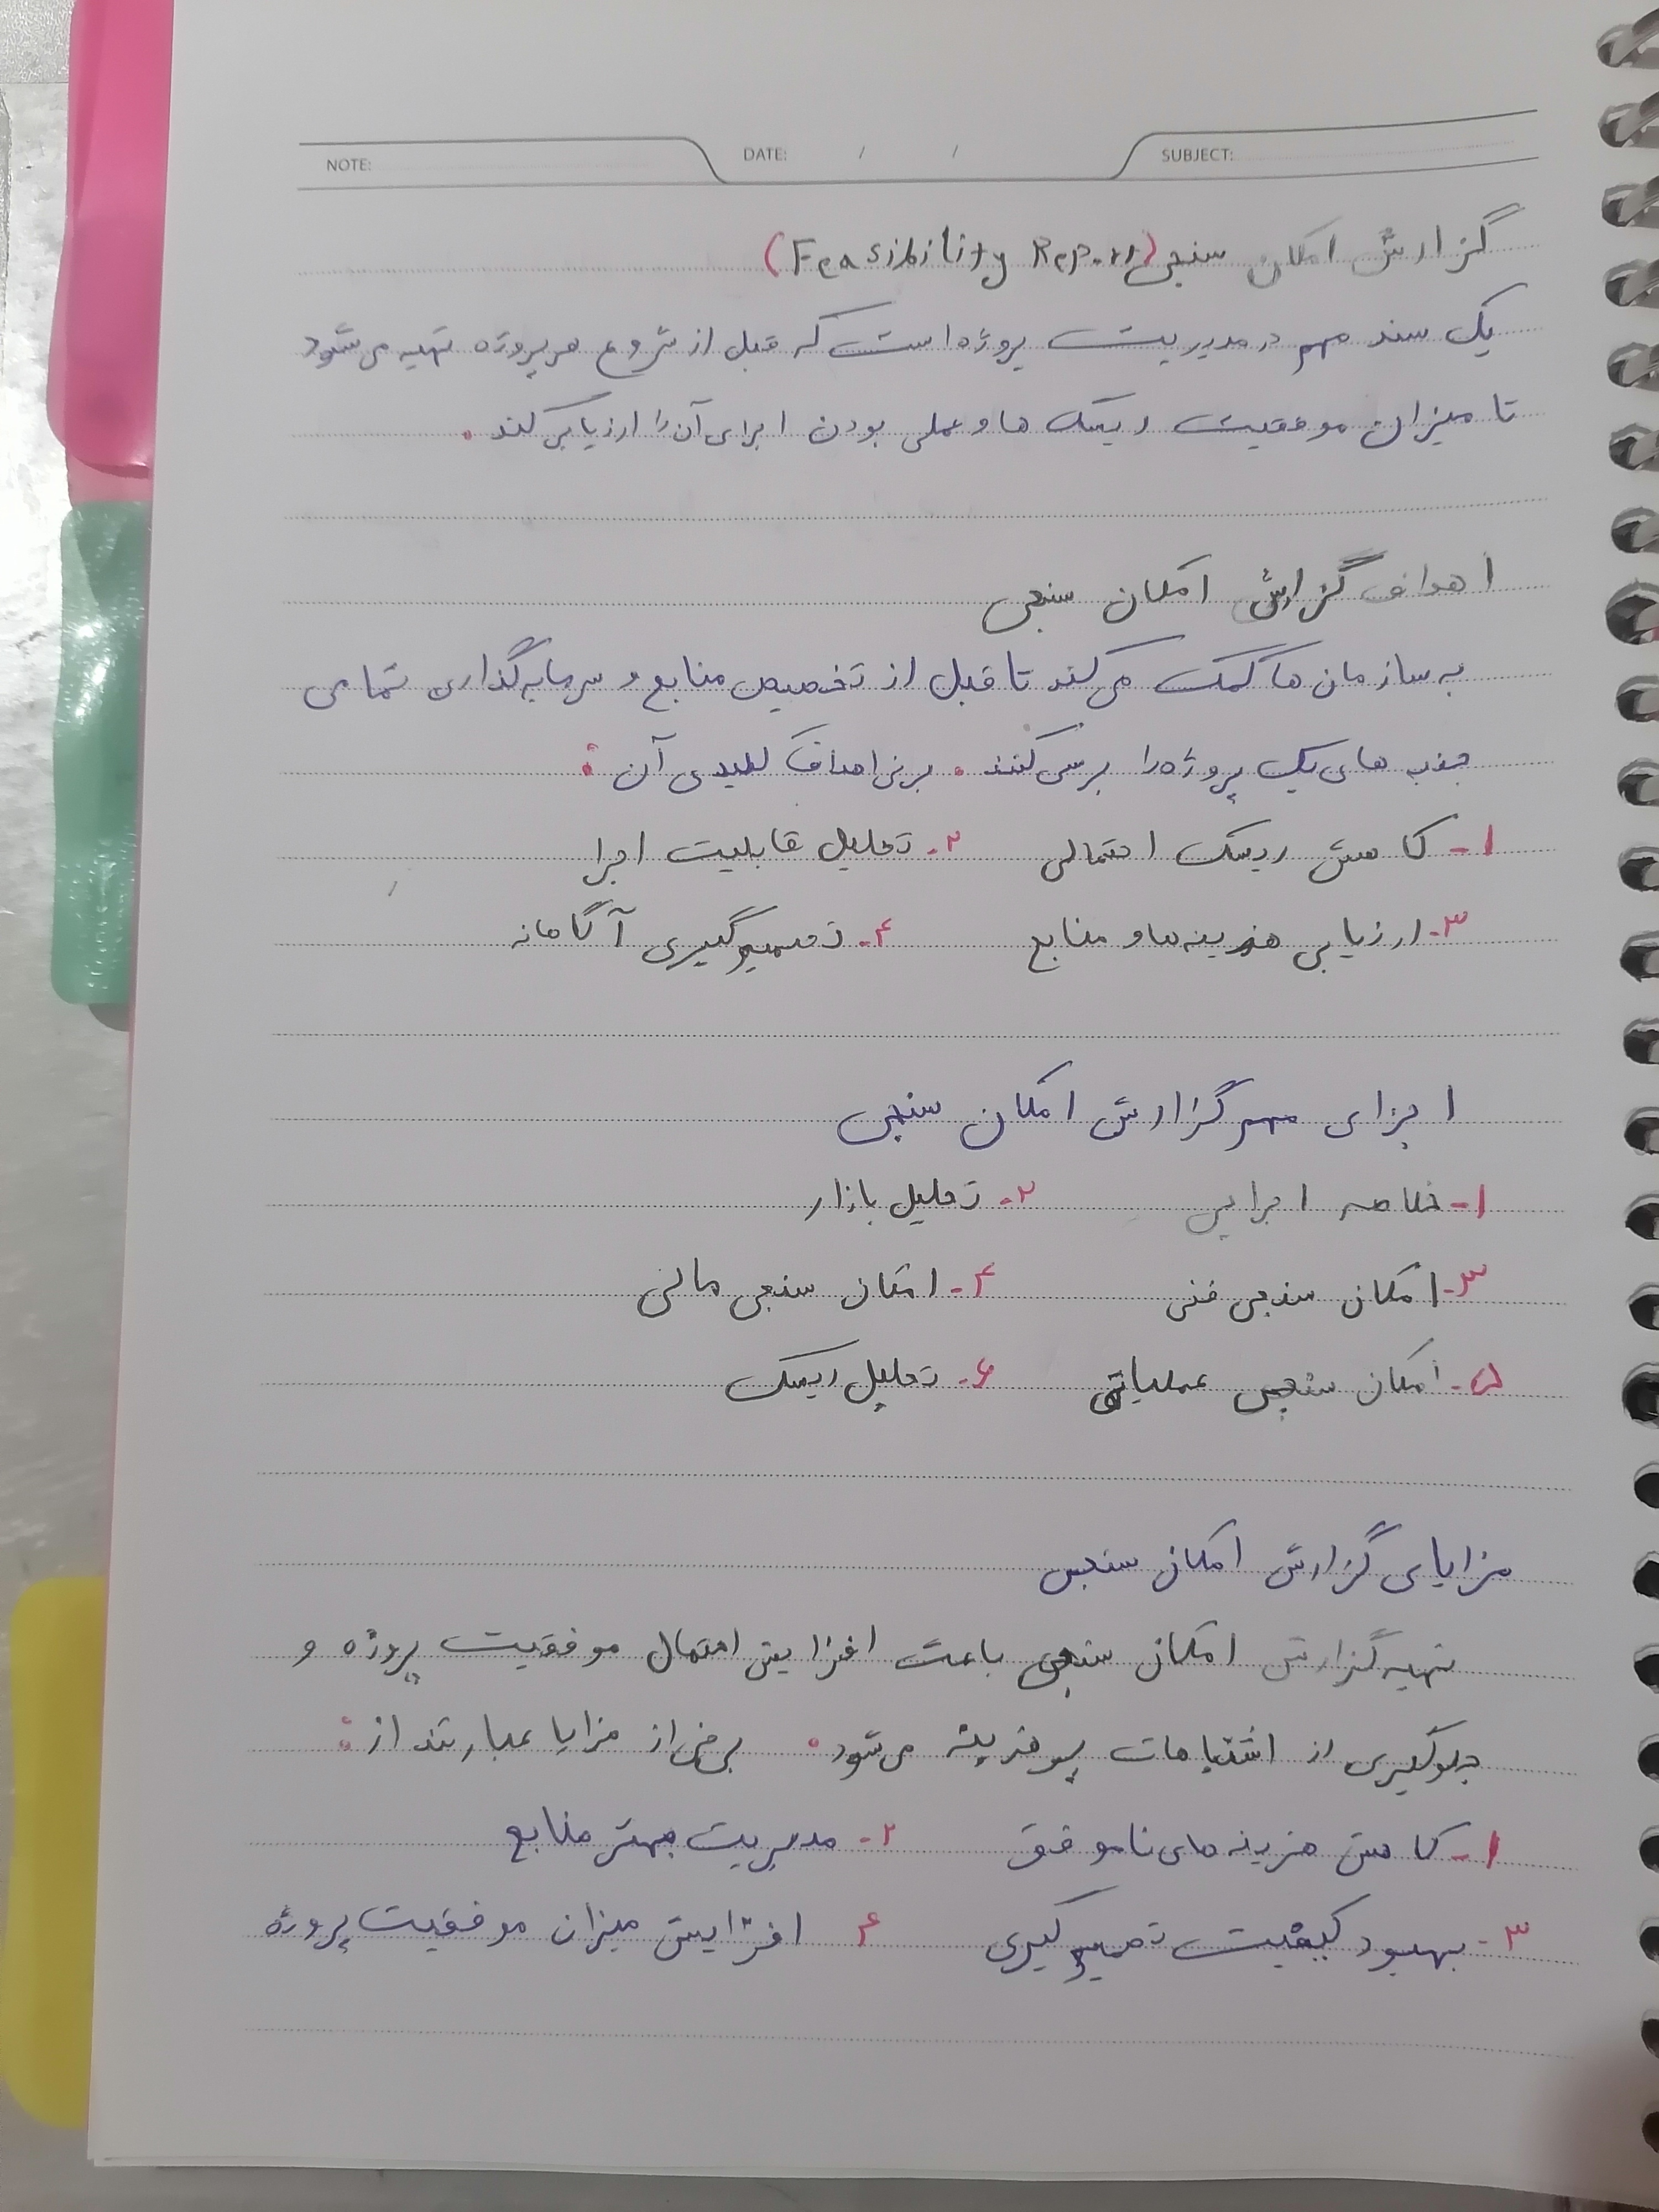 NOTE: DATE: / / SUBJECT:
گزارش امکان سنجی (Feasibility Report)
یک سند مهم در مدیریت پروژه است که قبل از شروع هر پروژه تهیه می شود
تا میزان موفقیت ریسک ها و عملی بودن اجرای آن را ارزیابی کند.
اهداف گزارش امکان سنجی
به سازمان ها کمک می کند تا قبل از تخصیص منابع و سرمایه گذاری تمامی
جنبه های یک پروژه را بررسی کنند. برخی اهداف کلیدی آن :
۱- کاهش ریسک احتمالی ۲- تحلیل قابلیت اجرا
۳- ارزیابی هزینه ها و منابع ۴- تصمیم گیری آگاهانه
اجزای مهم گزارش امکان سنجی
۱- خلاصه اجرایی ۲- تحلیل بازار
۳- امکان سنجی فنی ۴- امکان سنجی مالی
۵- امکان سنجی عملیاتی ۶- تحلیل ریسک
مزایای گزارش امکان سنجی
تهیه گزارش امکان سنجی باعث افزایش احتمال موفقیت پروژه و
جلوگیری از اشتباهات پرهزینه می شود. برخی از مزایا عبارتند از :
۱- کاهش هزینه های ناموفق ۲- مدیریت بهتر منابع
۳- بهبود کیفیت تصمیم گیری ۴ افزایش میزان موفقیت پروژه